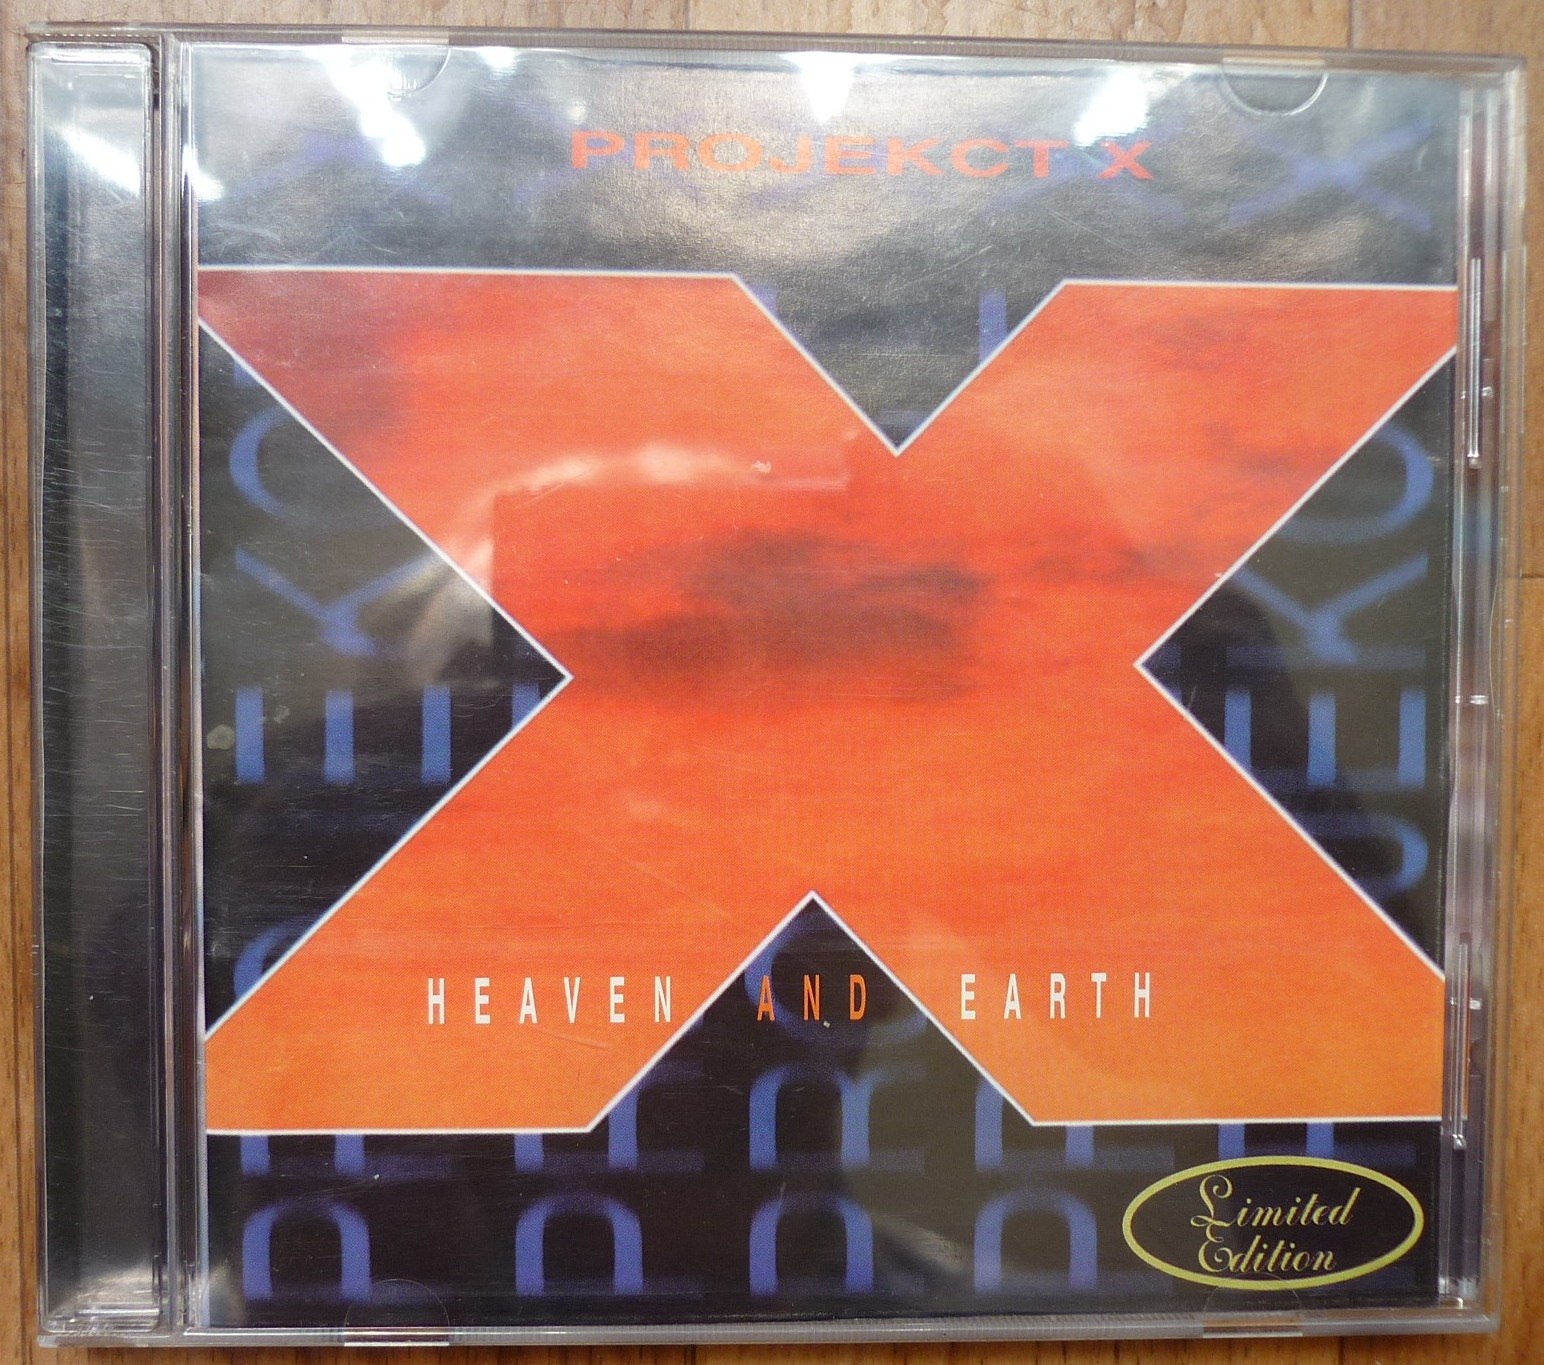 PROJEKCT X
HEAVEN AND EARTH
Limited
Edition